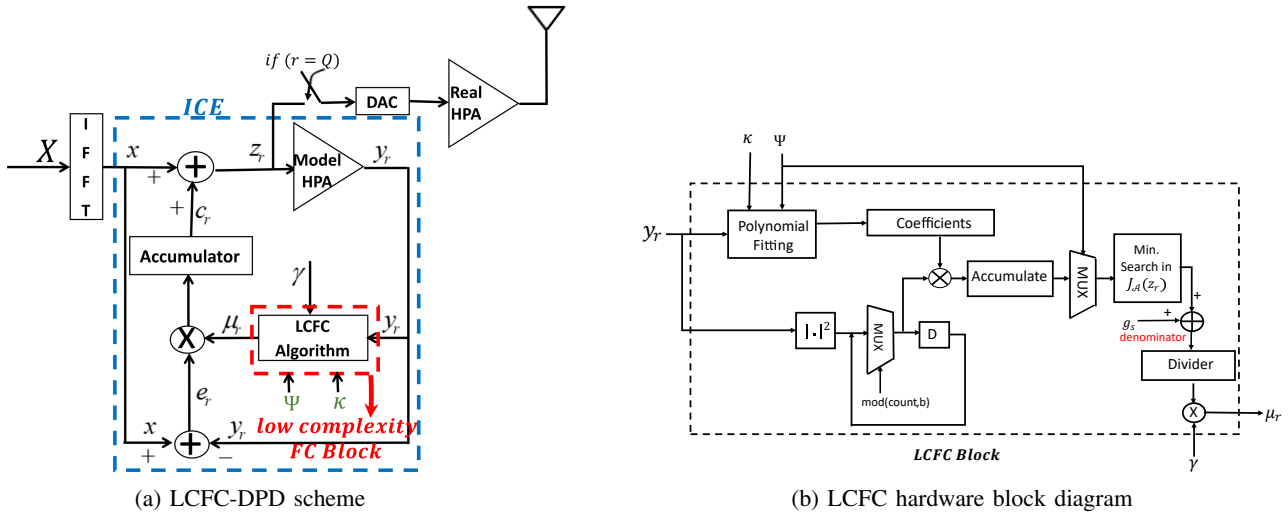 if (r = Q)
ICE
DAC
Real
HPA
X
I
F
F
T
x
+
+
z_r
Model
HPA
y_r
+
c_r
Accumulator
γ
μ_r
LCFC
Algorithm
y_r
X
e_r
Ψ
κ
low complexity
FC Block
x
+
+
y_r
−
(a) LCFC-DPD scheme
κ
Ψ
y_r
Polynomial
Fitting
Coefficients
Accumulate
MUX
Min.
Search in
J_A(z_r)
|.|²
MUX
D
mod(count,b)
+
g_s
+
denominator
Divider
X
μ_r
γ
LCFC Block
(b) LCFC hardware block diagram